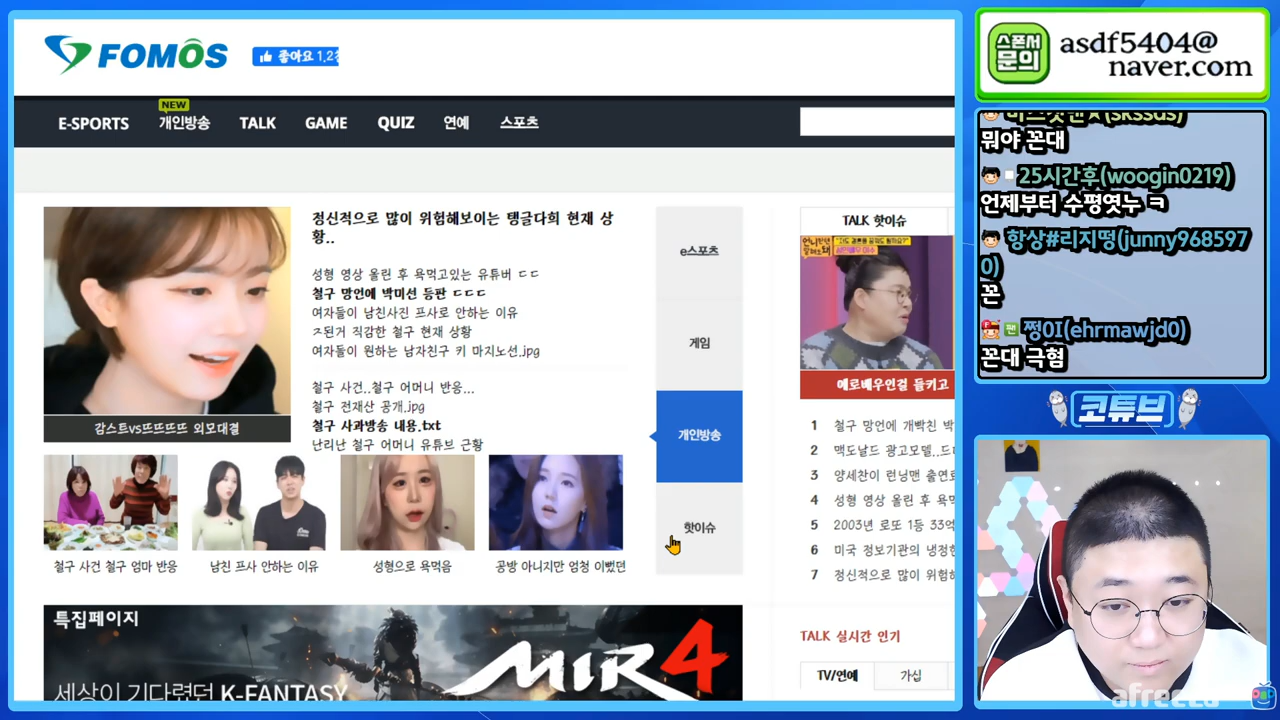 FOMOS
좋아요 1,2천
NEW
E-SPORTS
개인방송
TALK
GAME
QUIZ
연예
스포츠
감스트vs뜨뜨뜨뜨 외모대결
정신적으로 많이 위험해보이는 탱글다희 현재 상
황..
성형 영상 올린 후 욕먹고있는 유튜버 ㄷㄷ
철구 망언에 박미선 등판 ㄷㄷㄷ
여자들이 남친사진 프사로 안하는 이유
ㅈ된거 직감한 철구 현재 상황
여자들이 원하는 남자친구 키 마지노선.jpg
철구 사건..철구 어머니 반응...
철구 전재산 공개.jpg
철구 사과방송 내용.txt
난리난 철구 어머니 유튜브 근황
철구 사건 철구 엄마 반응
남친 프사 안하는 이유
성형으로 욕먹음
공방 아니지만 엄청 이뻤던
e스포츠
게임
개인방송
핫이슈
TALK 핫이슈
에로배우인걸 들키고
1 철구 망언에 개빡친 박
2 맥도날드 광고모델..드
3 양세찬이 런닝맨 출연료
4 성형 영상 올린 후 욕먹
5 2003년 로또 1등 33억
6 미국 정보기관의 냉정한
7 정신적으로 많이 위험해
TALK 실시간 인기
TV/연예
가십
특집페이지
세상이 기다렸던 K-FANTASY
MIR4
스폰서
문의
asdf5404@
naver.com
뭐야 꼰대
25시간후(woogin0219)
언제부터 수평엿누 ㅋ
항상#리지떵(junny968597
0)
꼰
팬 쩡0I(ehrmawjd0)
꼰대 극혐
코튜브
afreeca